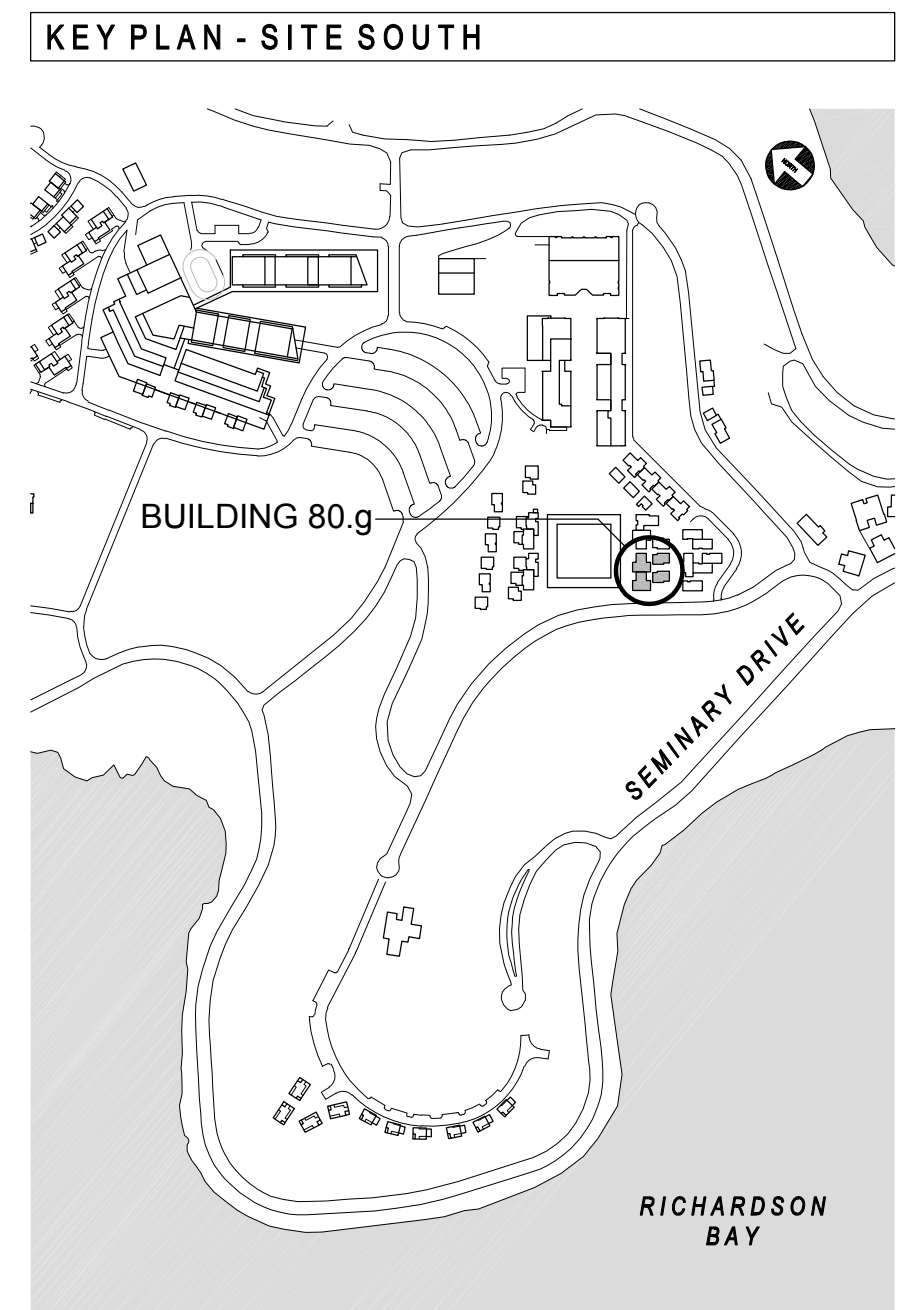 KEY PLAN - SITE SOUTH
NORTH
BUILDING 80.g
SEMINARY DRIVE
RICHARDSON
BAY